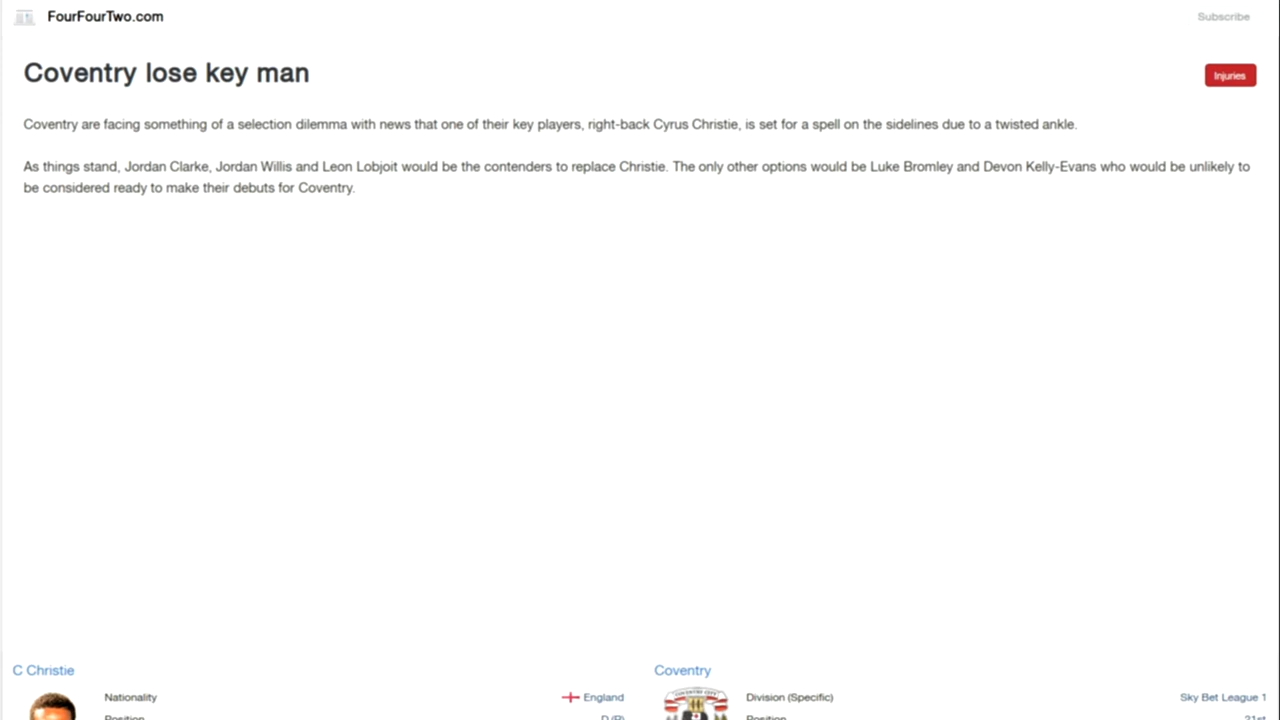 FourFourTwo.com
Subscribe
Coventry lose key man
Injuries
Coventry are facing something of a selection dilemma with news that one of their key players, right-back Cyrus Christie, is set for a spell on the sidelines due to a twisted ankle.
As things stand, Jordan Clarke, Jordan Willis and Leon Lobjoit would be the contenders to replace Christie. The only other options would be Luke Bromley and Devon Kelly-Evans who would be unlikely to
be considered ready to make their debuts for Coventry.
C Christie
Coventry
Nationality
England
Division (Specific)
Sky Bet League 1
Position
D (R)
Position
21st